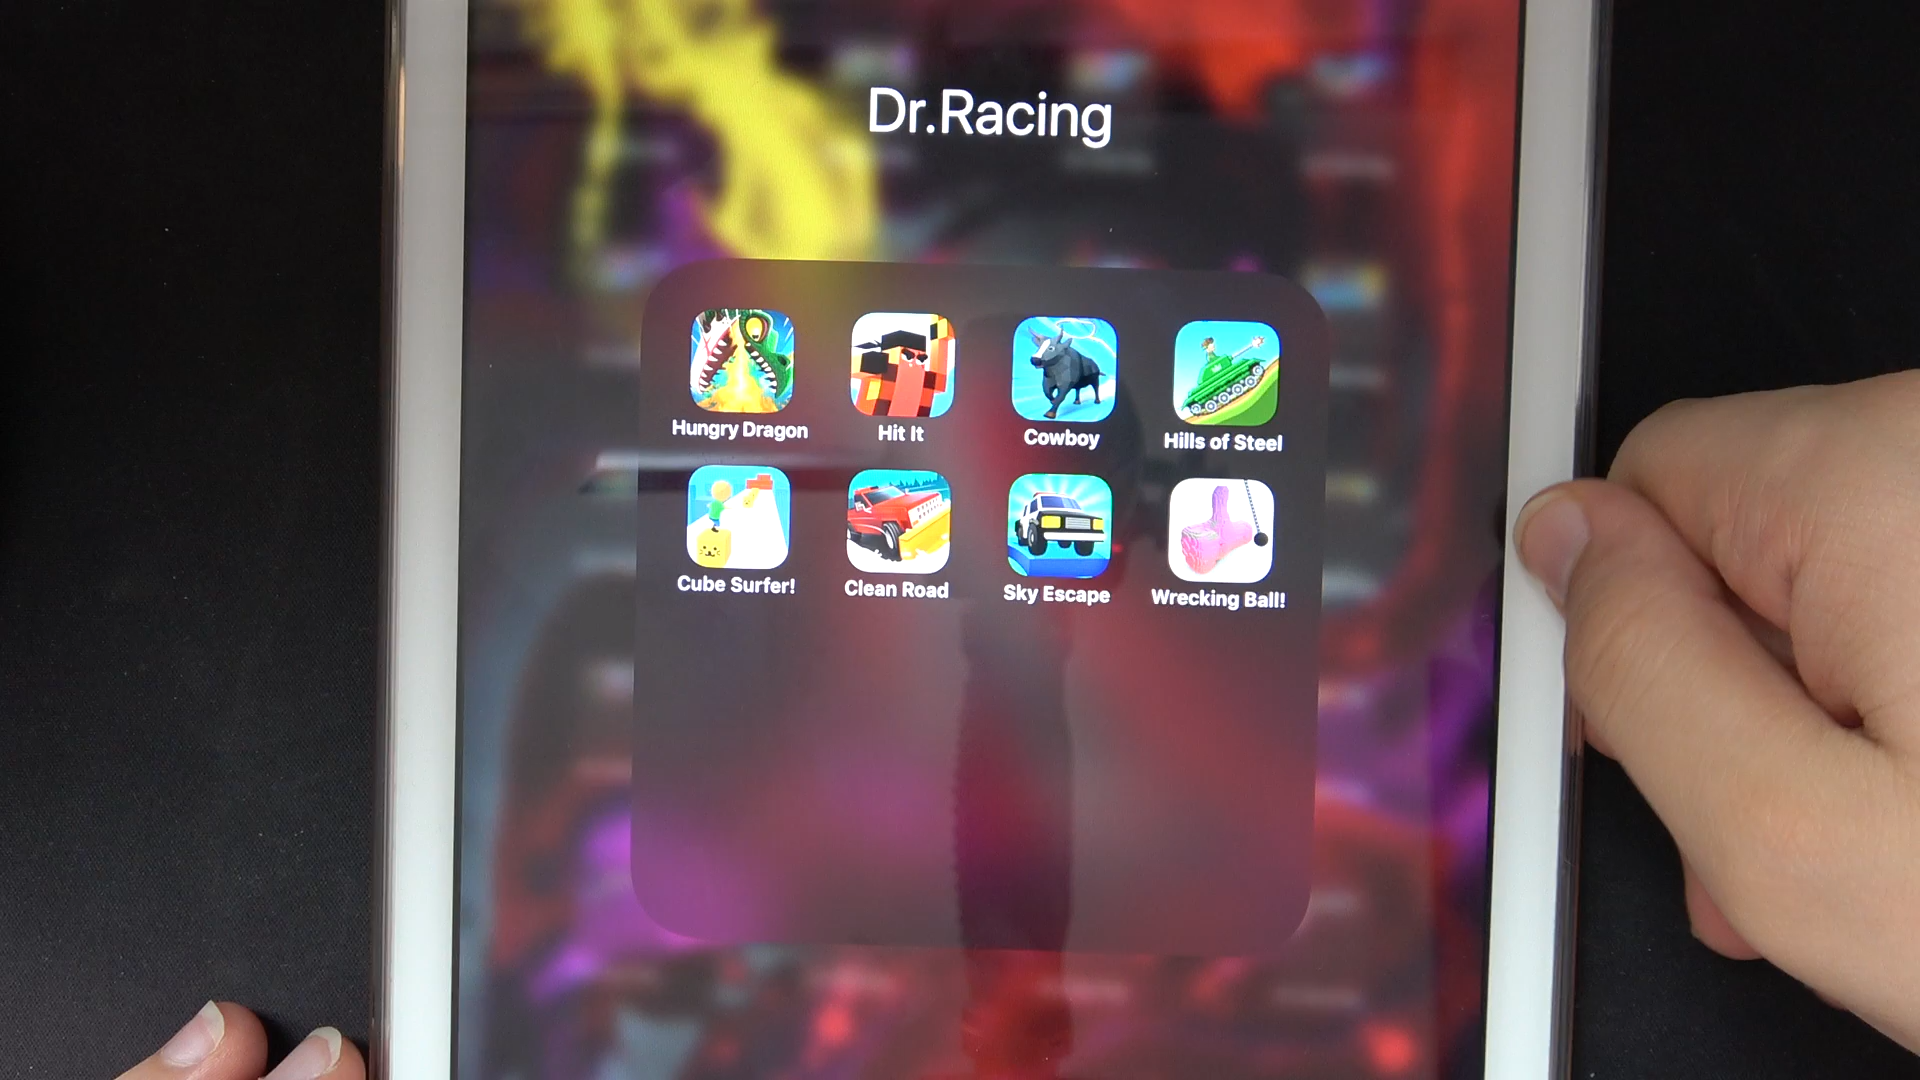 Dr.Racing
Hungry Dragon
Hit It
Cowboy
Hills of Steel
Cube Surfer!
Clean Road
Sky Escape
Wrecking Ball!